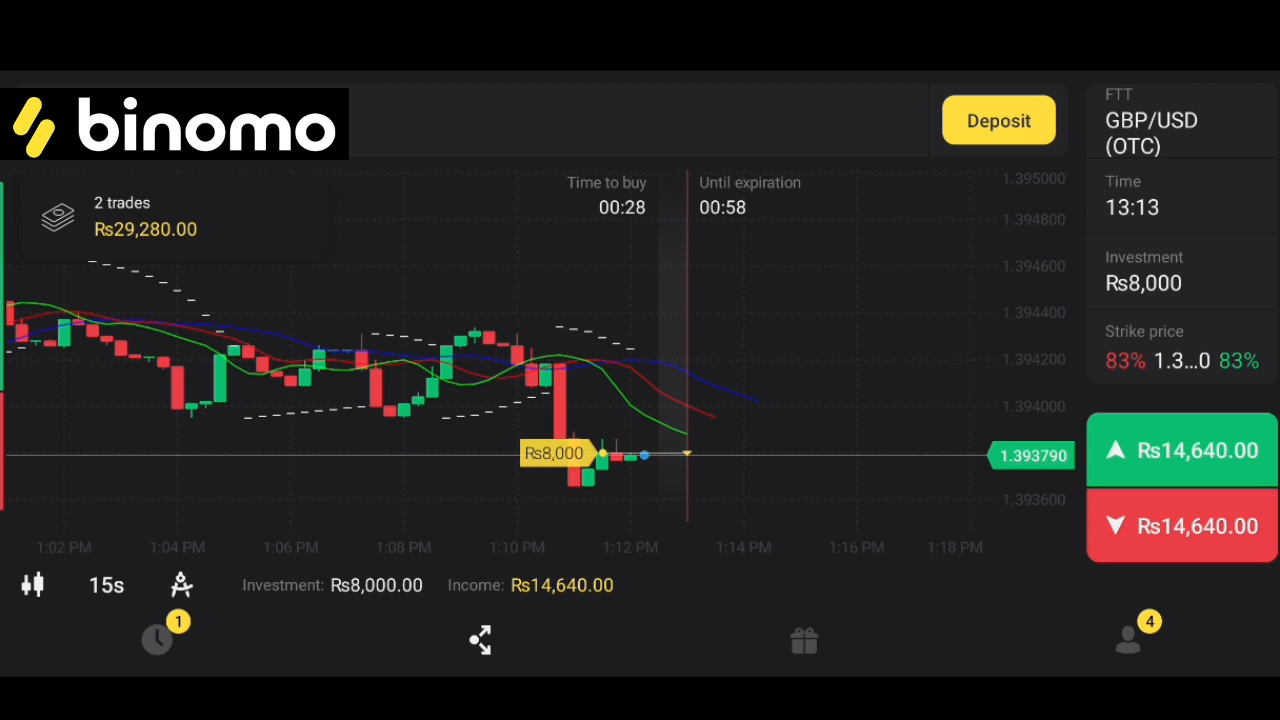 binomo
Deposit
2 trades
Rs29,280.00
Time to buy
00:28
Until expiration
00:58
1.395000
1.394800
1.394600
1.394400
1.394200
1.394000
1.393790
1.393600
Rs8,000
1:02 PM 1:04 PM 1:06 PM 1:08 PM 1:10 PM 1:12 PM 1:14 PM 1:16 PM 1:18 PM
FTT
GBP/USD
(OTC)
Time
13:13
Investment
Rs8,000
Strike price
83% 1.3...0 83%
Rs14,640.00
Rs14,640.00
15s
Investment: Rs8,000.00 Income: Rs14,640.00
1
4